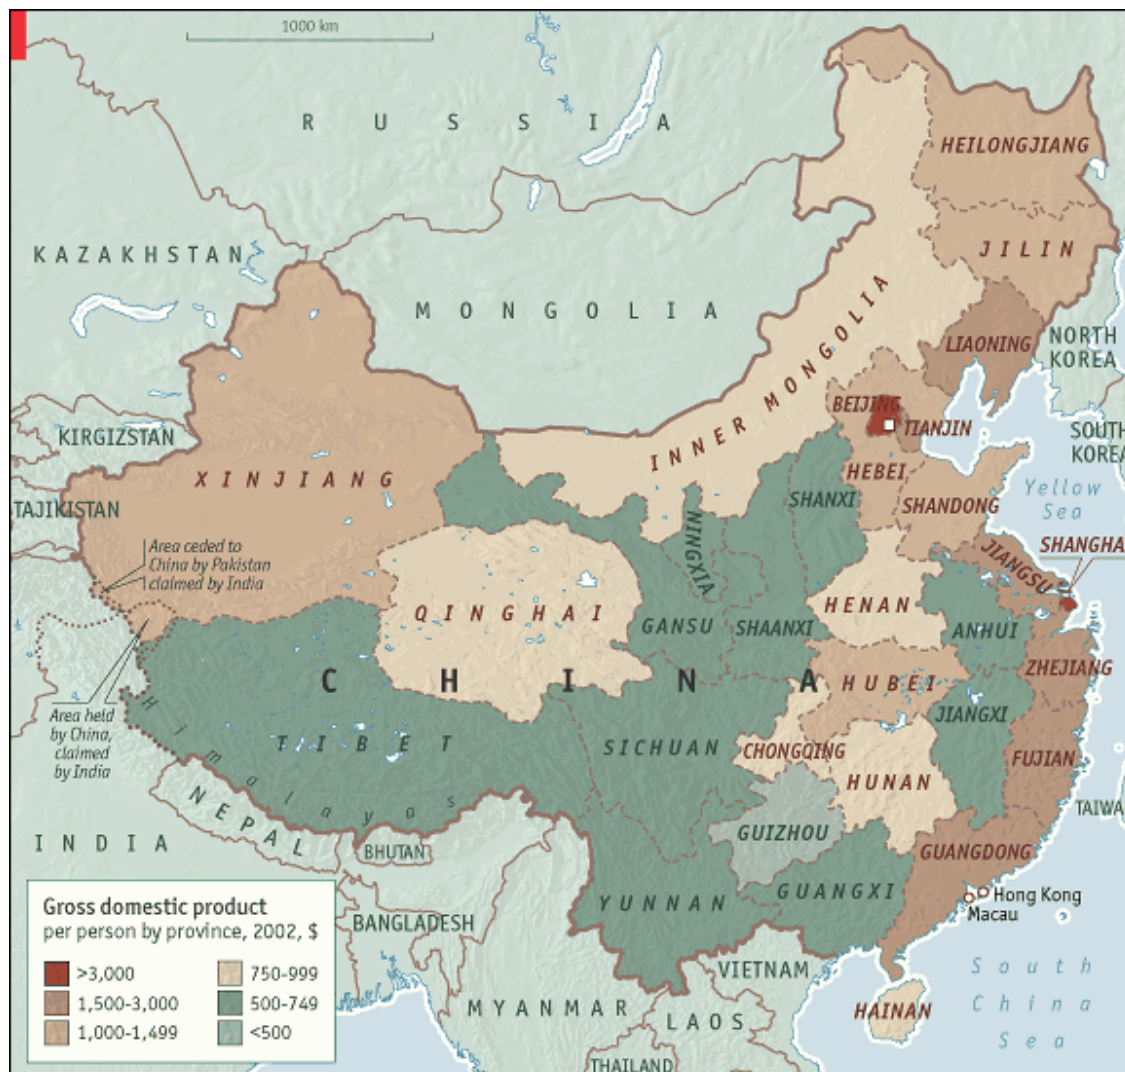 1000 km
RUSSIA
HEILONGJIANG
KAZAKHSTAN
JILIN
MONGOLIA
INNER MONGOLIA
LIAONING
NORTH
KOREA
BEIJING
TIANJIN
KIRGIZSTAN
SOUTH
KOREA
XINJIANG
HEBEI
SHANXI
SHANDONG
Yellow
Sea
TAJIKISTAN
NINGXIA
Area ceded to
China by Pakistan
claimed by India
JIANGSU
SHANGHA
QINGHAI
HENAN
GANSU
SHAANXI
ANHUI
ZHEJIANG
CHINA
HUBEI
JIANGXI
Area held
by China,
claimed
by India
Himalayas
TIBET
SICHUAN
CHONGQING
HUNAN
FUJIAN
NEPAL
TAIWA
INDIA
BHUTAN
GUIZHOU
GUANGDONG
YUNNAN
GUANGXI
Hong Kong
Macau
BANGLADESH
Gross domestic product
per person by province, 2002, $
>3,000
1,500-3,000
1,000-1,499
750-999
500-749
<500
VIETNAM
South
China
Sea
MYANMAR
LAOS
HAINAN
THAILAND